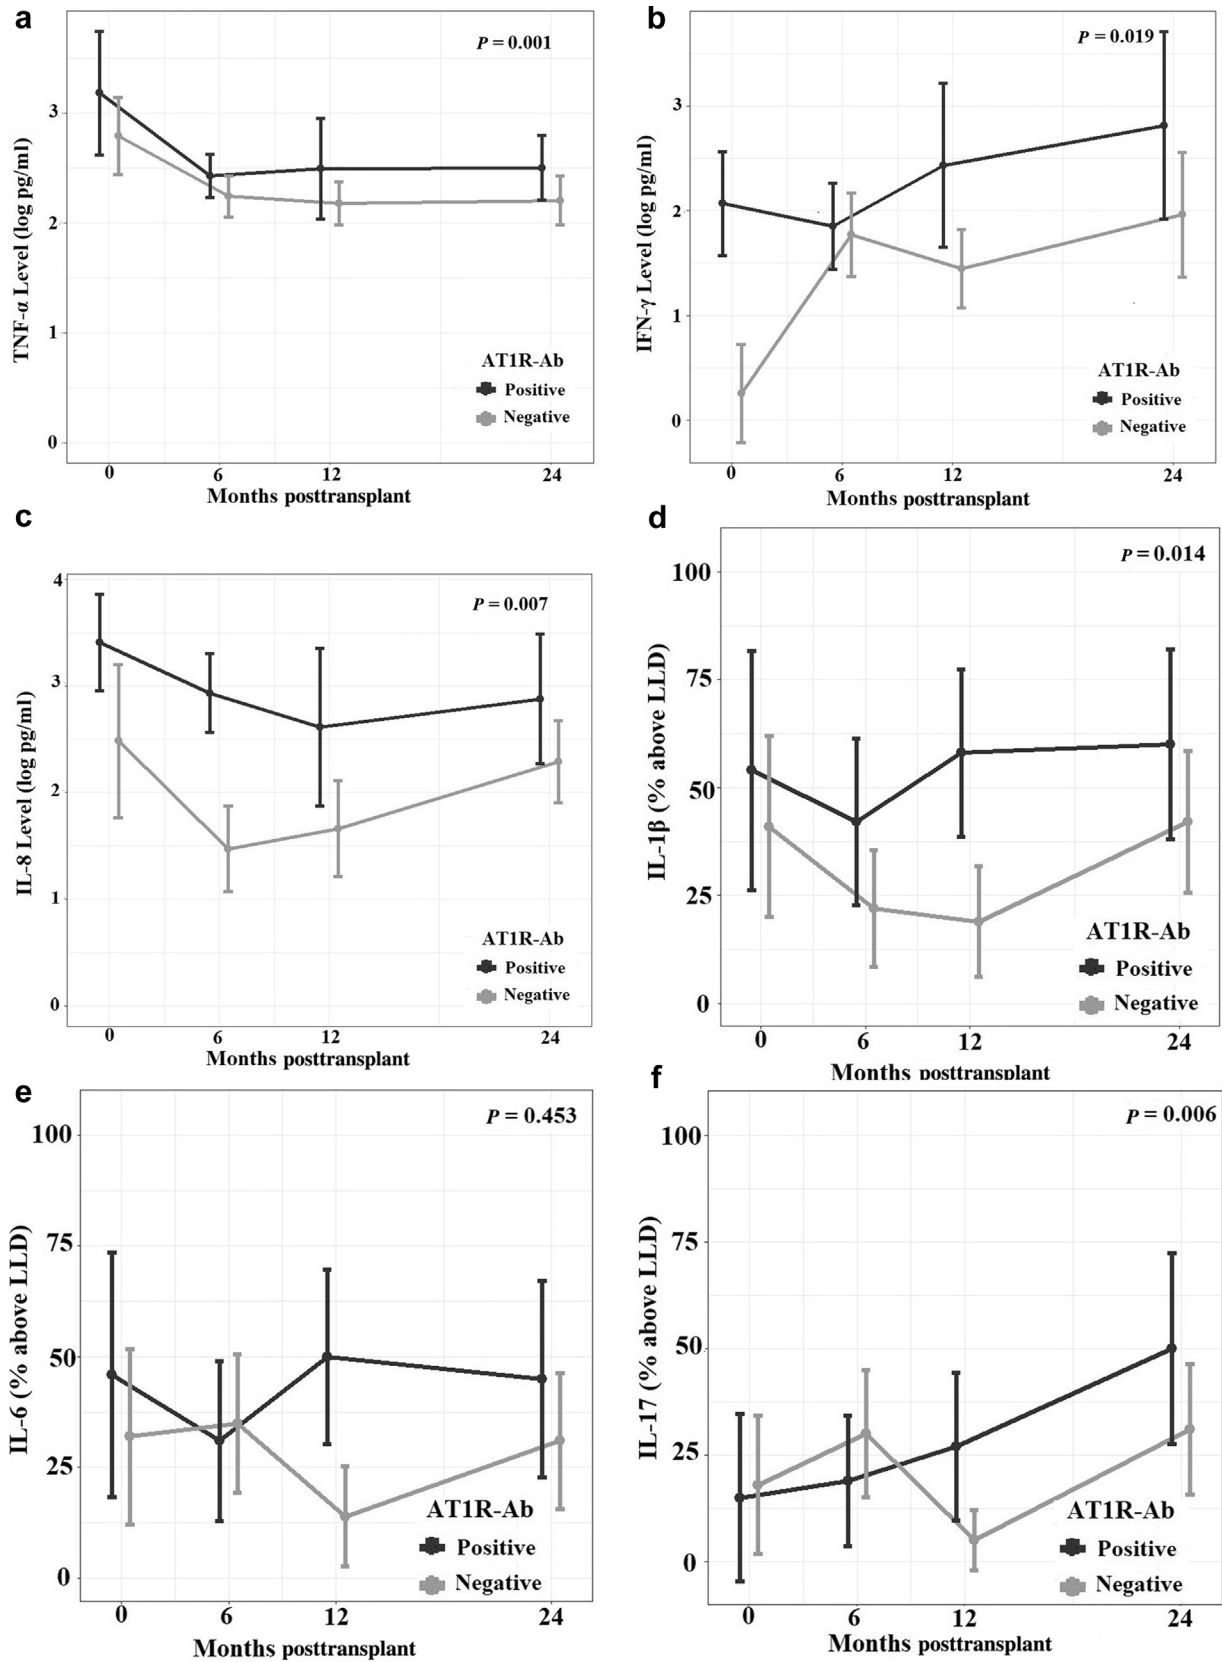 a
P = 0.001
3
2
1
0
TNF-α Level (log pg/ml)
AT1R-Ab
Positive
Negative
0 6 12 24
Months posttransplant
b
P = 0.019
3
2
1
0
IFN-γ Level (log pg/ml)
AT1R-Ab
Positive
Negative
0 6 12 24
Months posttransplant
c
P = 0.007
4
3
2
1
0
IL-8 Level (log pg/ml)
AT1R-Ab
Positive
Negative
0 6 12 24
Months posttransplant
d
P = 0.014
100
75
50
25
0
IL-1β (% above LLD)
AT1R-Ab
Positive
Negative
0 6 12 24
Months posttransplant
e
P = 0.453
100
75
50
25
0
IL-6 (% above LLD)
AT1R-Ab
Positive
Negative
0 6 12 24
Months posttransplant
f
P = 0.006
100
75
50
25
0
IL-17 (% above LLD)
AT1R-Ab
Positive
Negative
0 6 12 24
Months posttransplant